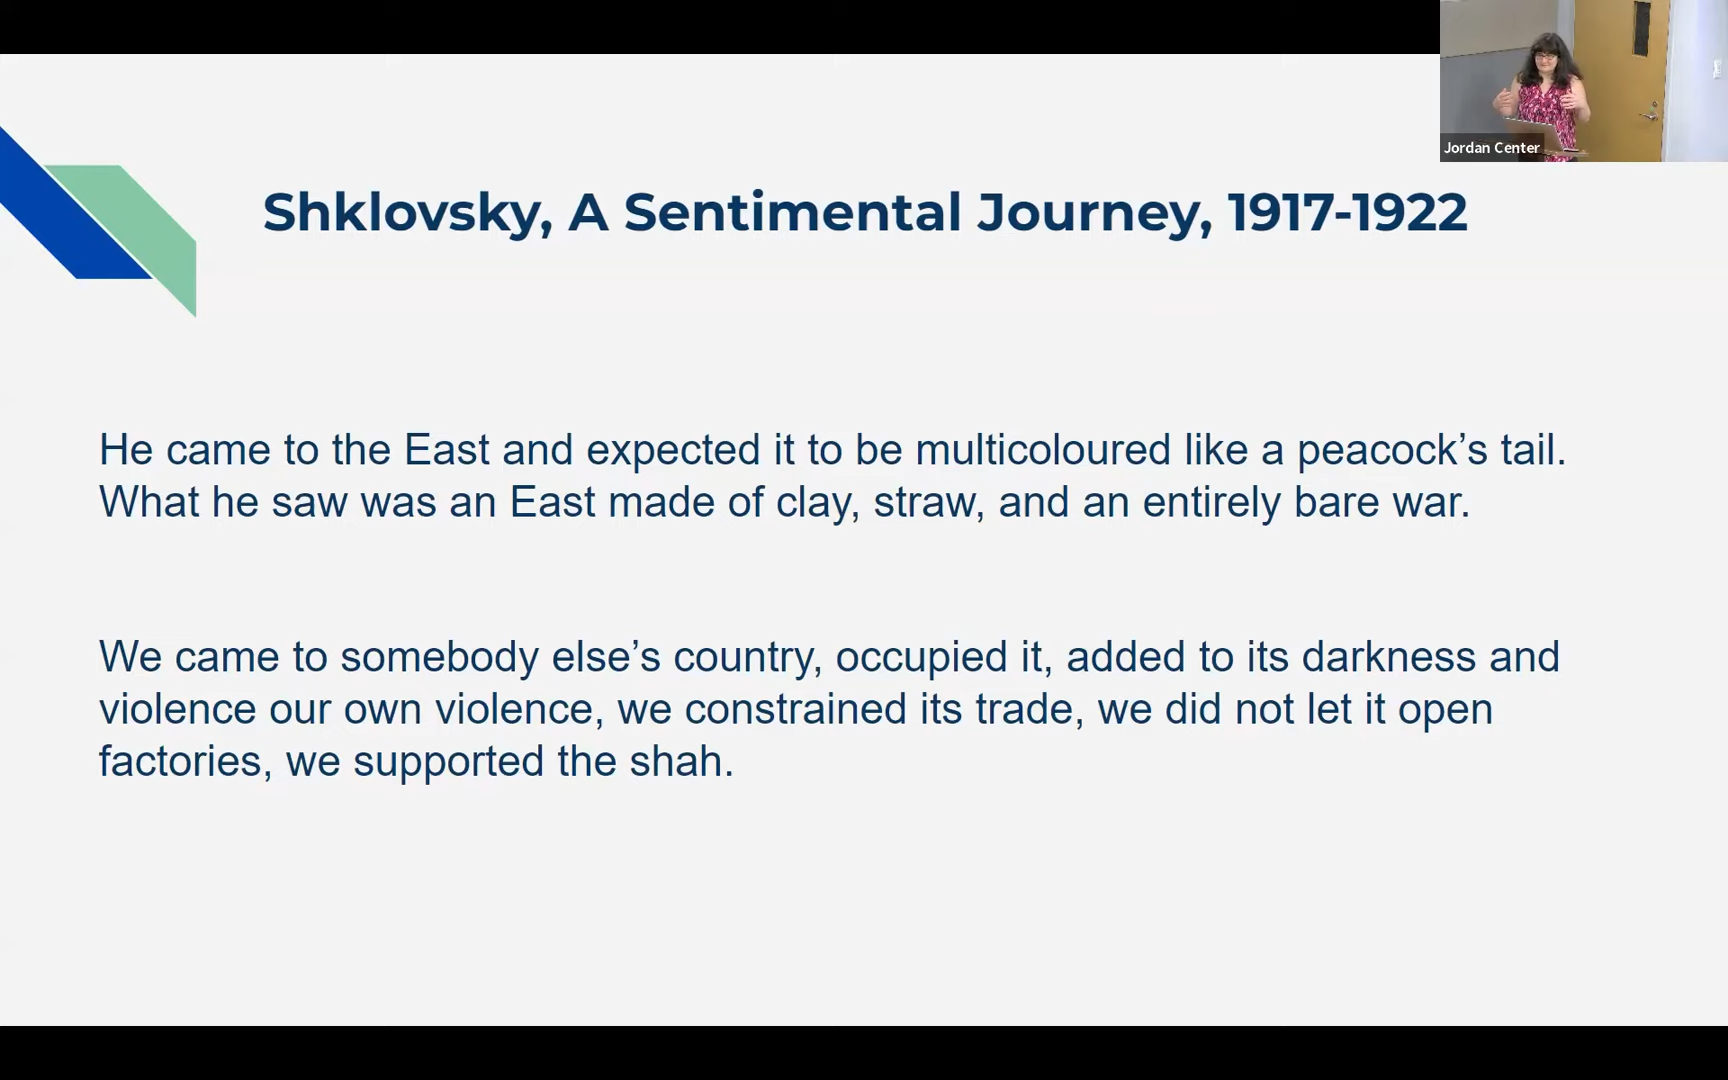 Jordan Center
Shklovsky, A Sentimental Journey, 1917-1922
He came to the East and expected it to be multicoloured like a peacock’s tail.
What he saw was an East made of clay, straw, and an entirely bare war.
We came to somebody else’s country, occupied it, added to its darkness and
violence our own violence, we constrained its trade, we did not let it open
factories, we supported the shah.